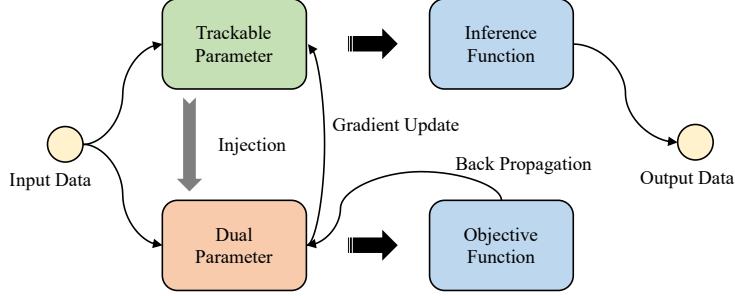 Trackable
Parameter
Inference
Function
Gradient Update
Injection
Back Propagation
Input Data
Output Data
Dual
Parameter
Objective
Function